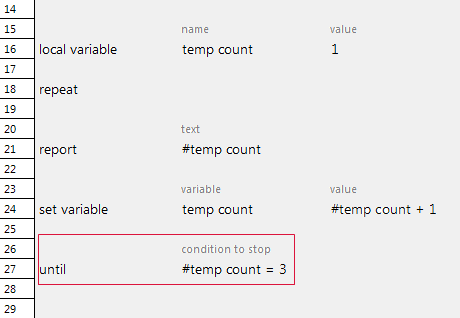 14
15 name value
16 local variable temp count 1
17
18 repeat
19
20 text
21 report #temp count
22
23 variable value
24 set variable temp count #temp count + 1
25
26 condition to stop
27 until #temp count = 3
28
29